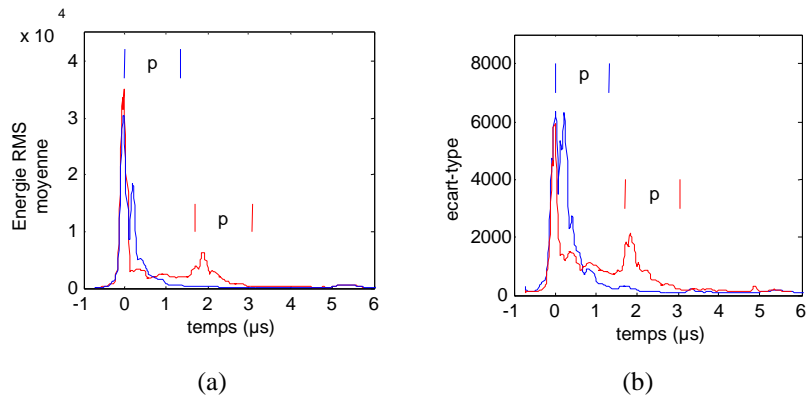 4
x 10
4
3
2
1
0
-1 0 1 2 3 4 5 6
p
p
Energie RMS
moyenne
temps (µs)
(a)
8000
6000
4000
2000
0
-1 0 1 2 3 4 5 6
p
p
ecart-type
temps (µs)
(b)